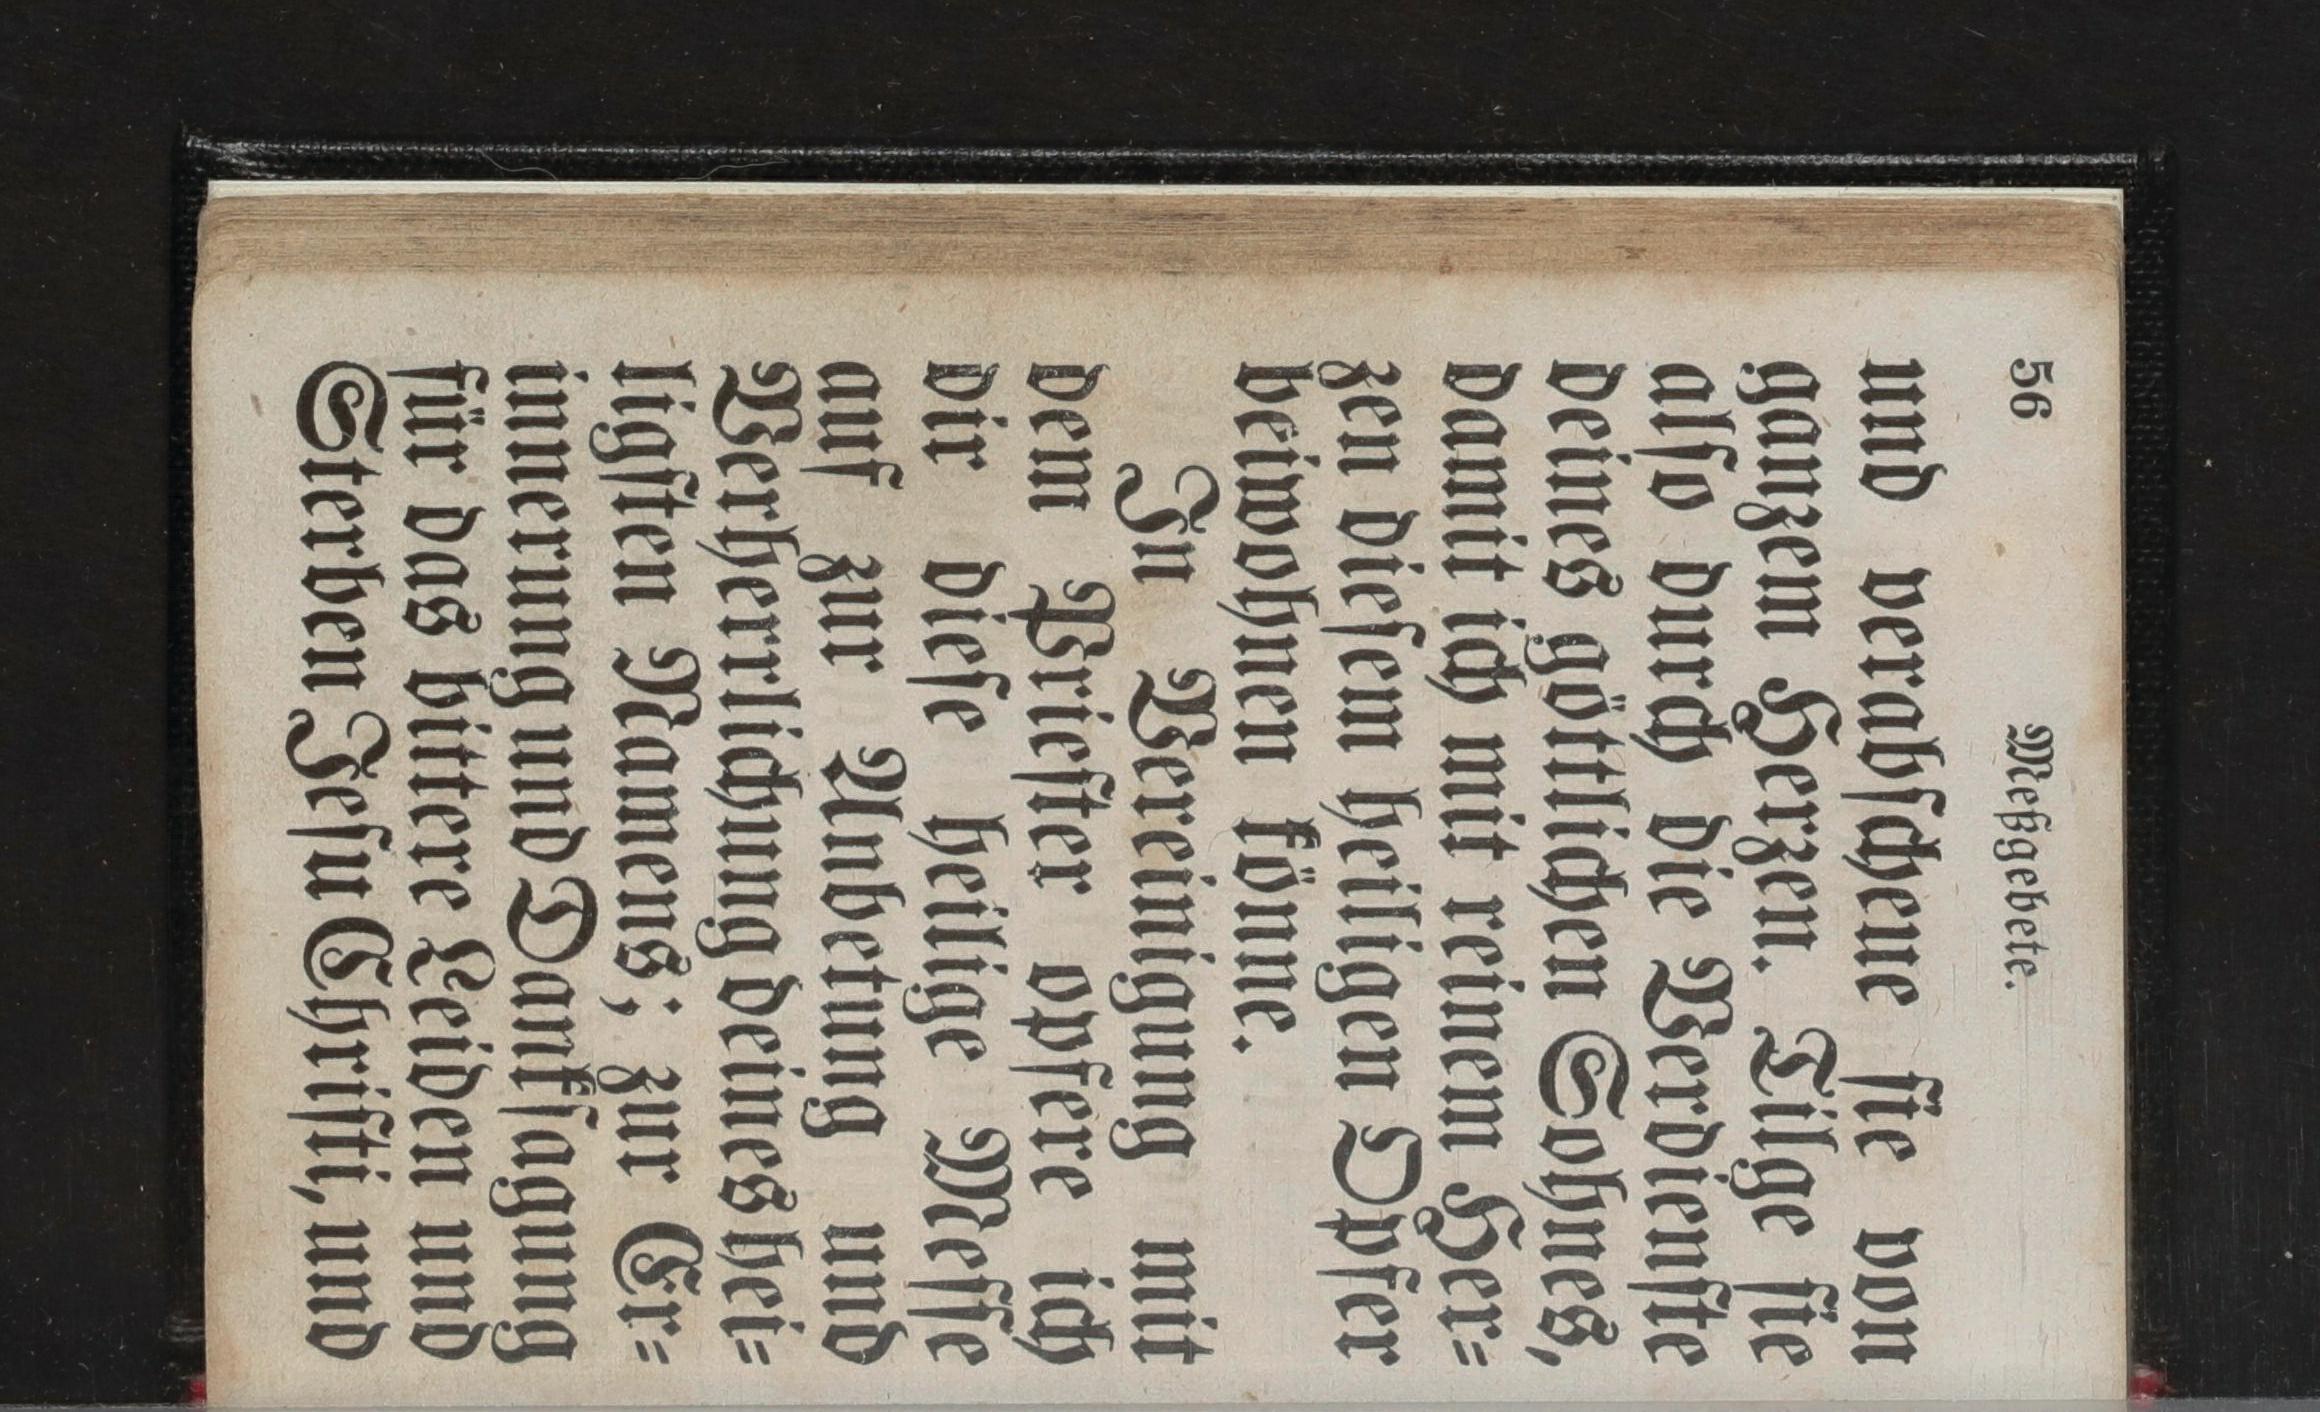 56 Meßgebete.
und verabscheue sie von
ganzem Herzen. Tilge sie
also durch die Verdienste
deines göttlichen Sohnes,
damit ich mit reinem Her=
zen diesem heiligen Opfer
beiwohnen könne.
In Vereinigung mit
dem Priester opfere ich
dir diese heilige Messe
auf zur Anbetung und
Verherrlichung deines hei=
ligsten Namens; zur Er=
innerung und Danksagung
für das bittere Leiden und
Sterben Jesu Christi, und